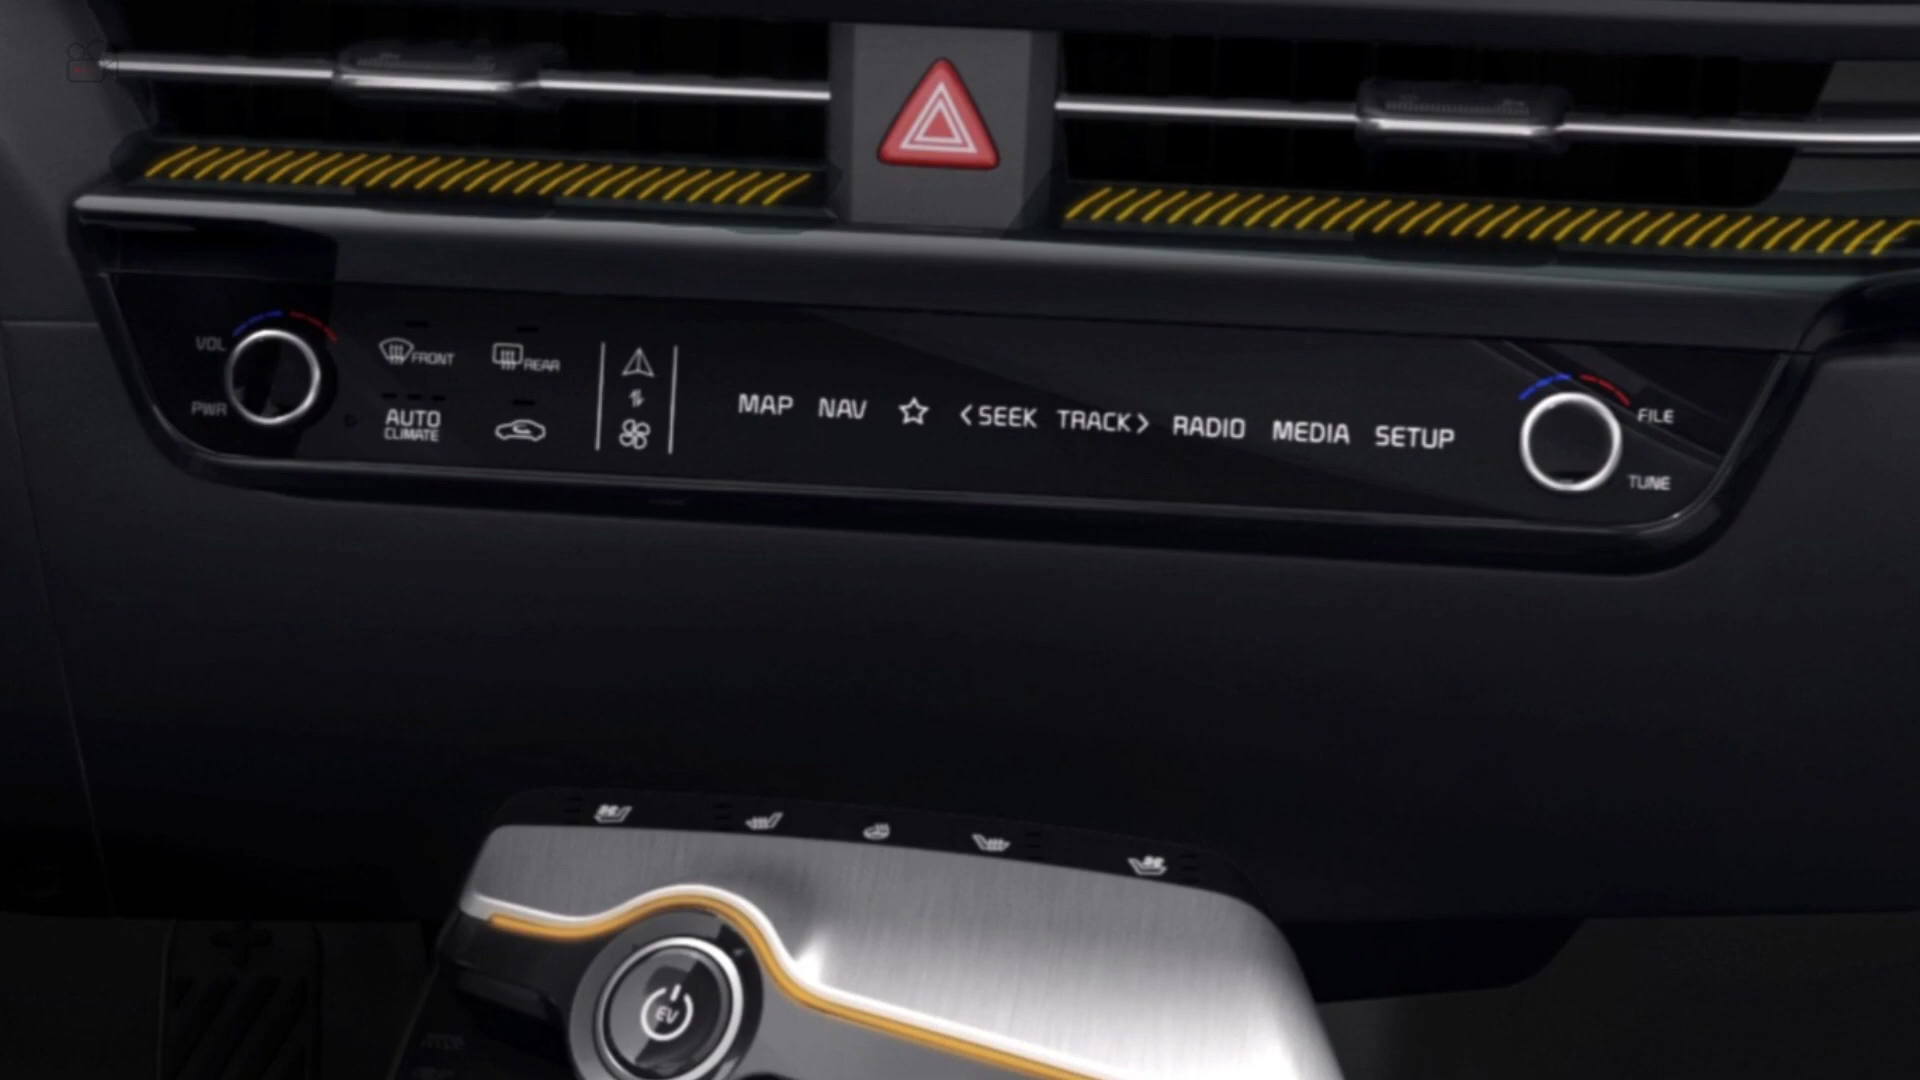 VOL
PWR
FRONT
REAR
AUTO
CLIMATE
MAP NAV <SEEK TRACK> RADIO MEDIA SETUP
FILE
TUNE
EV